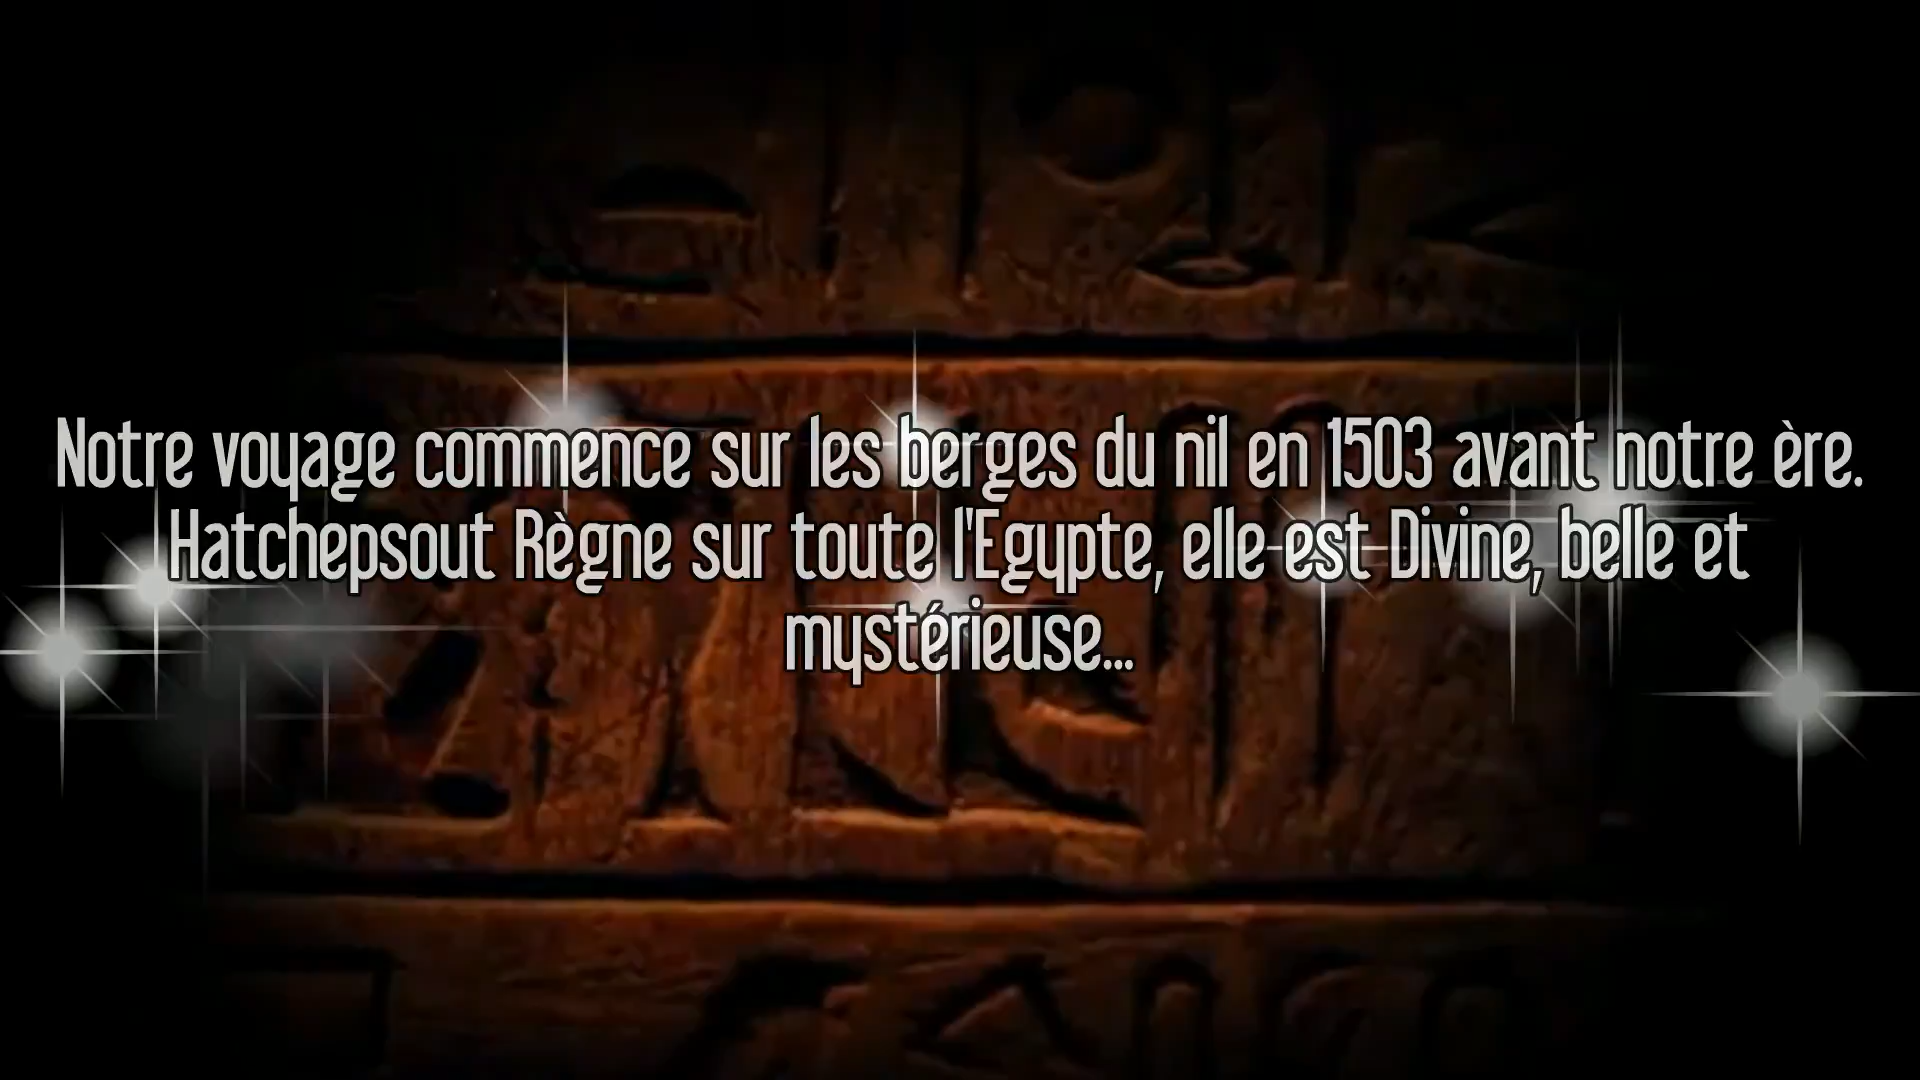 Notre voyage commence sur les berges du nil en 1503 avant notre ère.
Hatchepsout Règne sur toute l'Egypte, elle est Divine, belle et
mystérieuse...